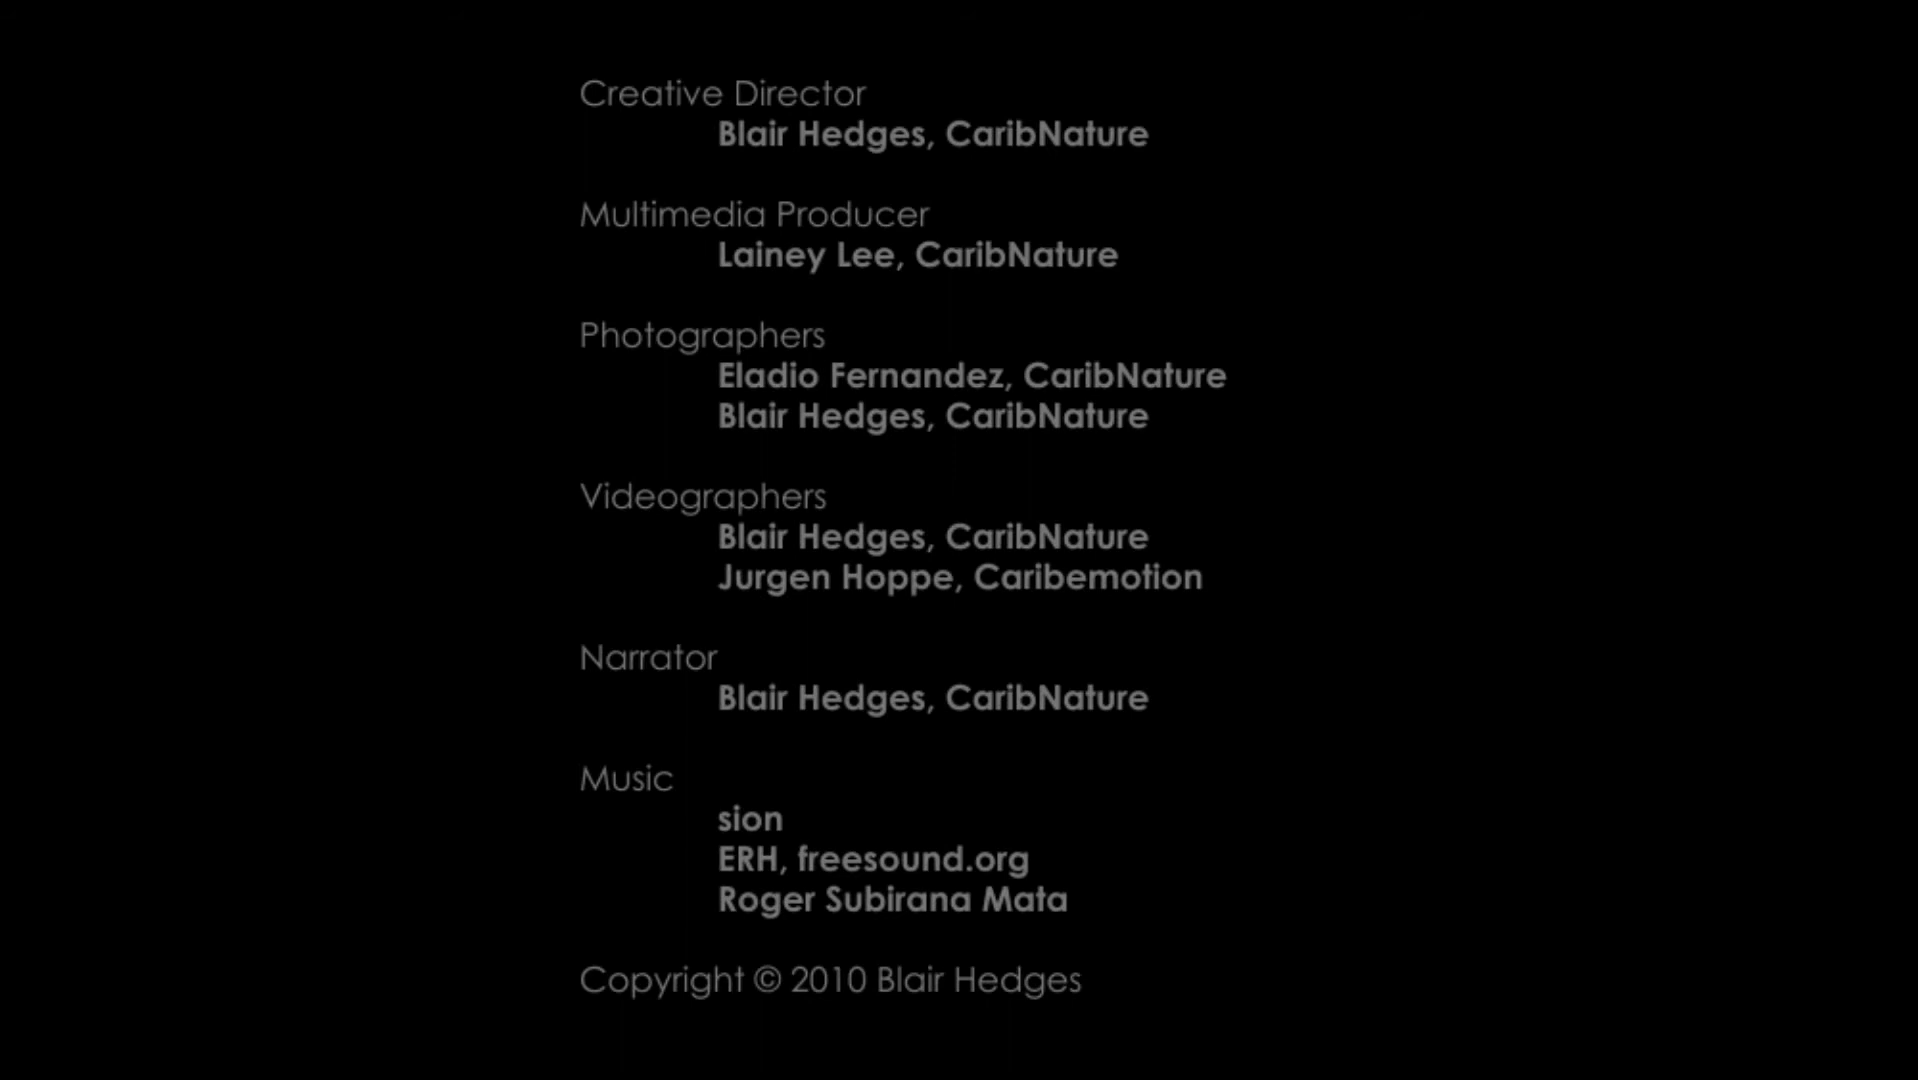 Creative Director
Blair Hedges, CaribNature
Multimedia Producer
Lainey Lee, CaribNature
Photographers
Eladio Fernandez, CaribNature
Blair Hedges, CaribNature
Videographers
Blair Hedges, CaribNature
Jurgen Hoppe, Caribemotion
Narrator
Blair Hedges, CaribNature
Music
sion
ERH, freesound.org
Roger Subirana Mata
Copyright © 2010 Blair Hedges